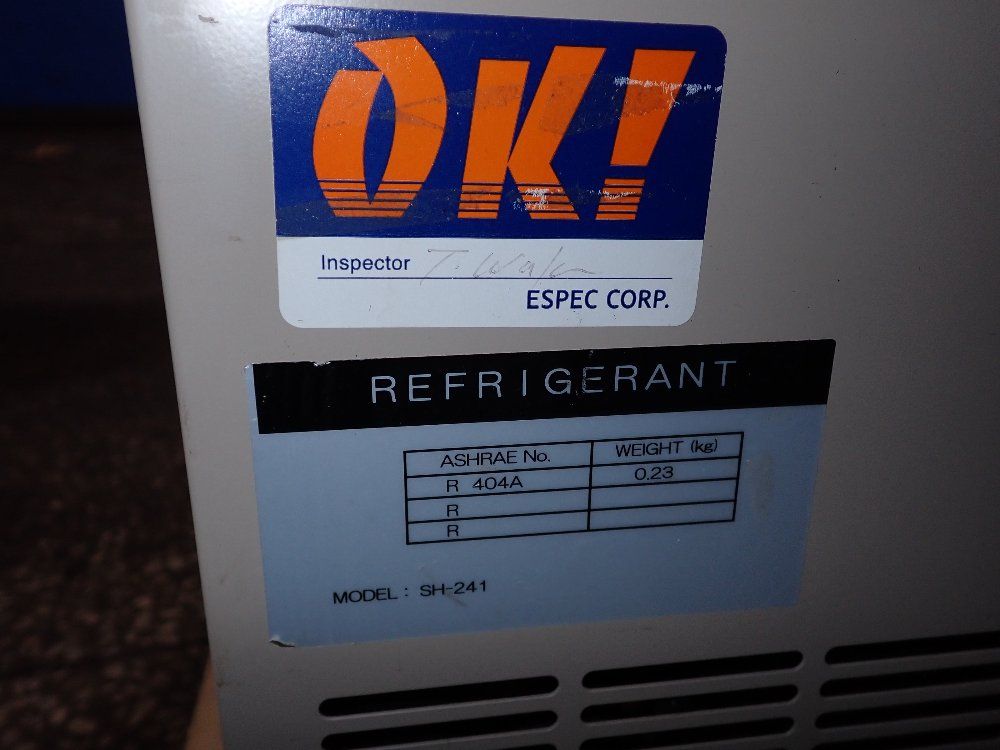 OK!
Inspector
ESPEC CORP.
REFRIGERANT
ASHRAE No. WEIGHT (kg)
R 404A 0.23
R
R
MODEL : SH-241